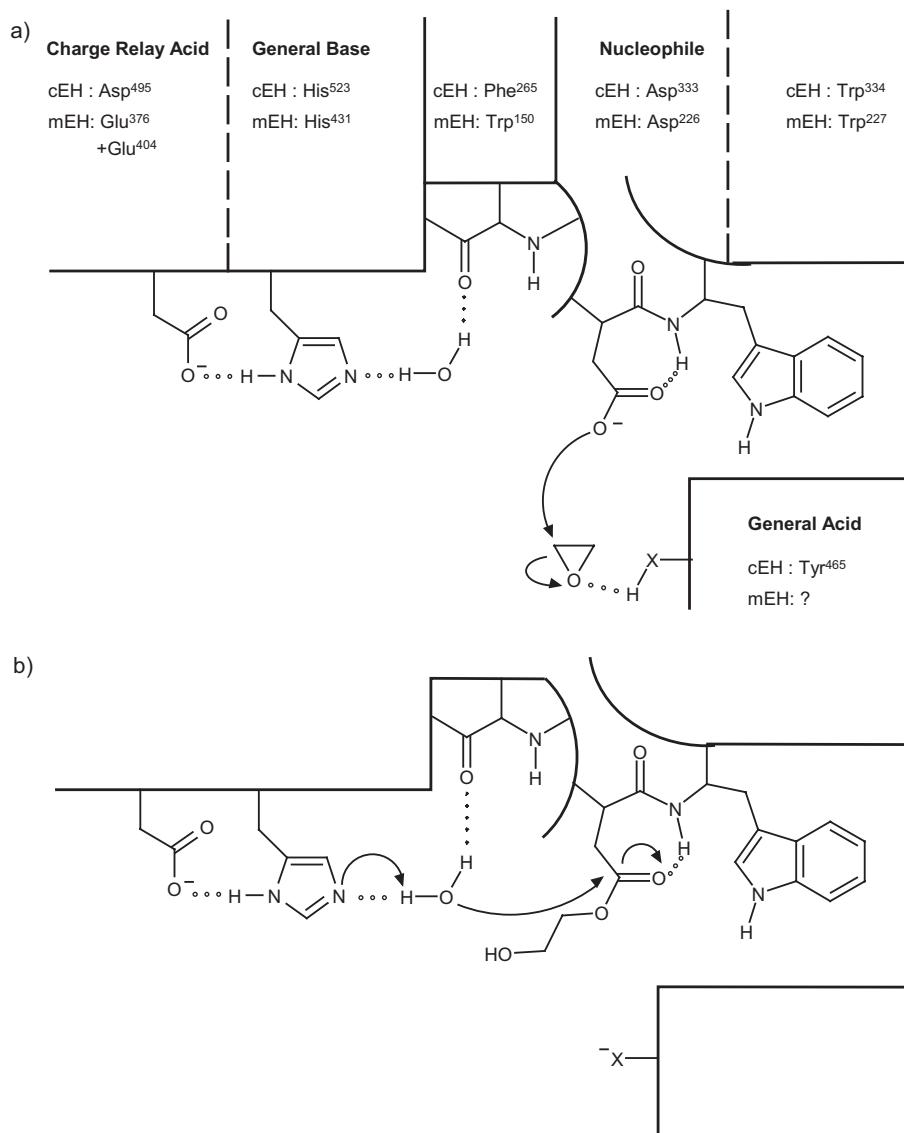 a)
Charge Relay Acid
cEH : Asp⁴⁹⁵
mEH: Glu³⁷⁶
+Glu⁴⁰⁴
General Base
cEH : His⁵²³
mEH: His⁴³¹
cEH : Phe²⁶⁵
mEH: Trp¹⁵⁰
Nucleophile
cEH : Asp³³³
mEH: Asp²²⁶
cEH : Trp³³⁴
mEH: Trp²²⁷
N
H
O
O
N
H
O
O
H
O⁻
H
N
N
H
O
H
O
O⁻
N
H
O
H
X
General Acid
cEH : Tyr⁴⁶⁵
mEH: ?
b)
N
H
O
O
N
H
O
O⁻
H
N
N
H
O
H
O
O
HO
N
H
⁻X